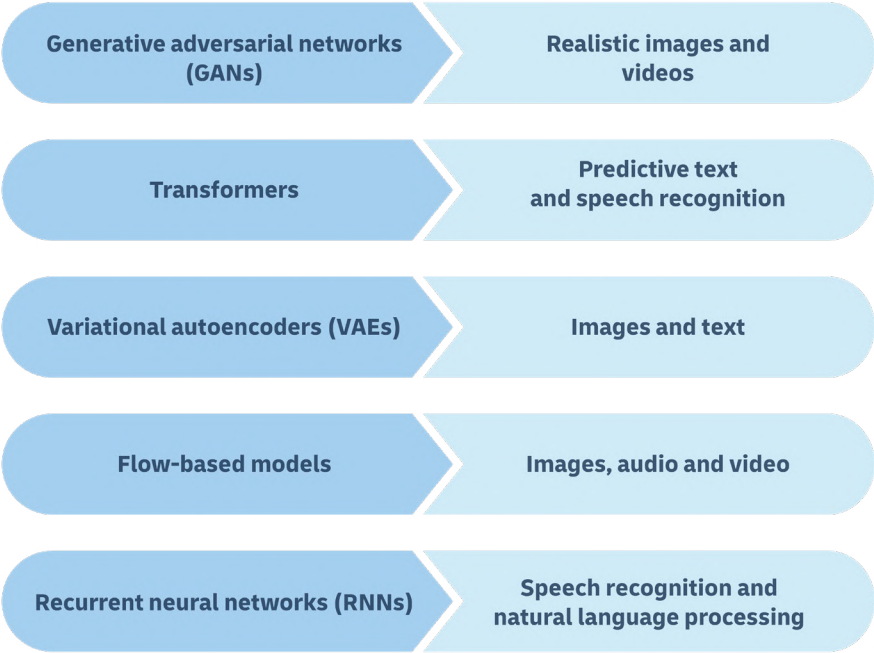 Generative adversarial networks
(GANs)
Realistic images and
videos
Transformers
Predictive text
and speech recognition
Variational autoencoders (VAEs)
Images and text
Flow-based models
Images, audio and video
Recurrent neural networks (RNNs)
Speech recognition and
natural language processing